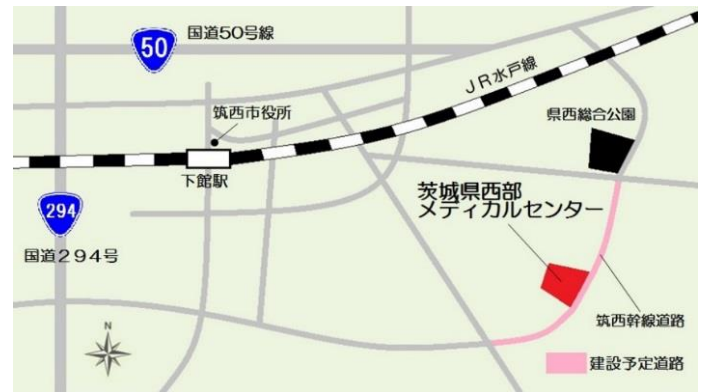 50
国道50号線
JR水戸線
筑西市役所
県西総合公園
下館駅
茨城県西部
メディカルセンター
294
国道294号
筑西幹線道路
N
建設予定道路